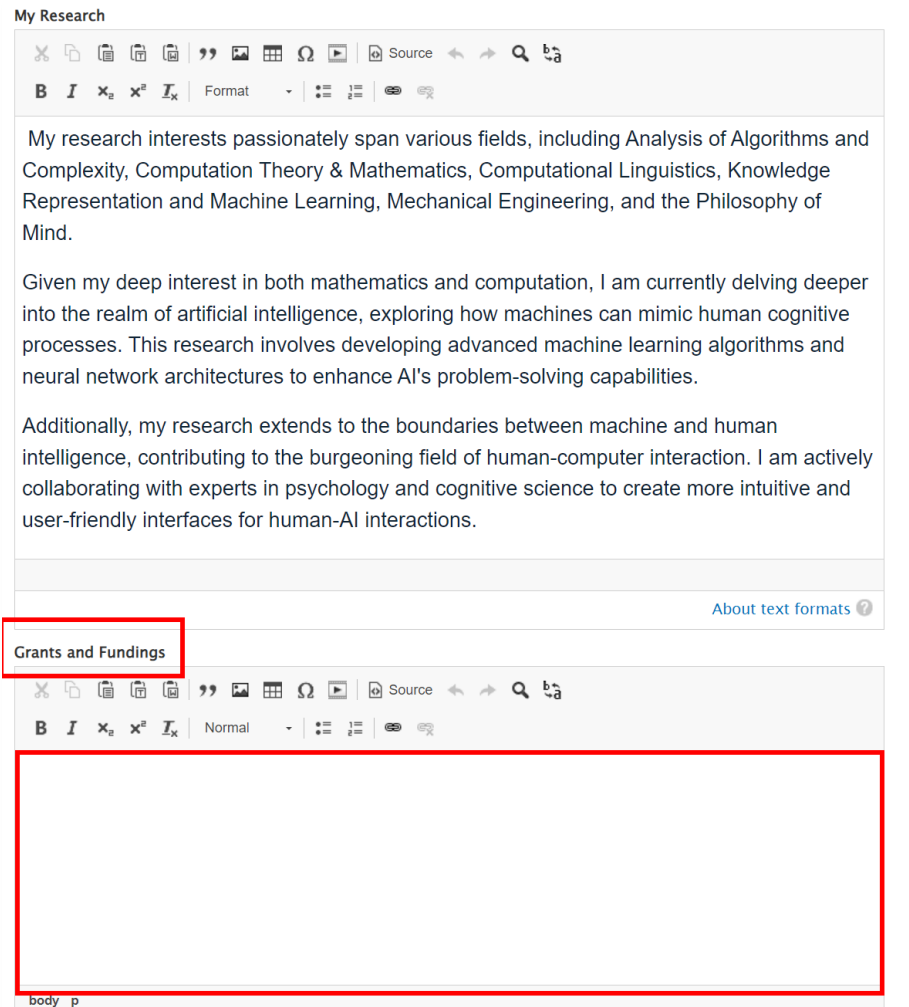 My Research
Source
B I x₂ x² Tx Format
My research interests passionately span various fields, including Analysis of Algorithms and
Complexity, Computation Theory & Mathematics, Computational Linguistics, Knowledge
Representation and Machine Learning, Mechanical Engineering, and the Philosophy of
Mind.
Given my deep interest in both mathematics and computation, I am currently delving deeper
into the realm of artificial intelligence, exploring how machines can mimic human cognitive
processes. This research involves developing advanced machine learning algorithms and
neural network architectures to enhance AI's problem-solving capabilities.
Additionally, my research extends to the boundaries between machine and human
intelligence, contributing to the burgeoning field of human-computer interaction. I am actively
collaborating with experts in psychology and cognitive science to create more intuitive and
user-friendly interfaces for human-AI interactions.
About text formats
Grants and Fundings
Source
B I x₂ x² Tx Normal
body p